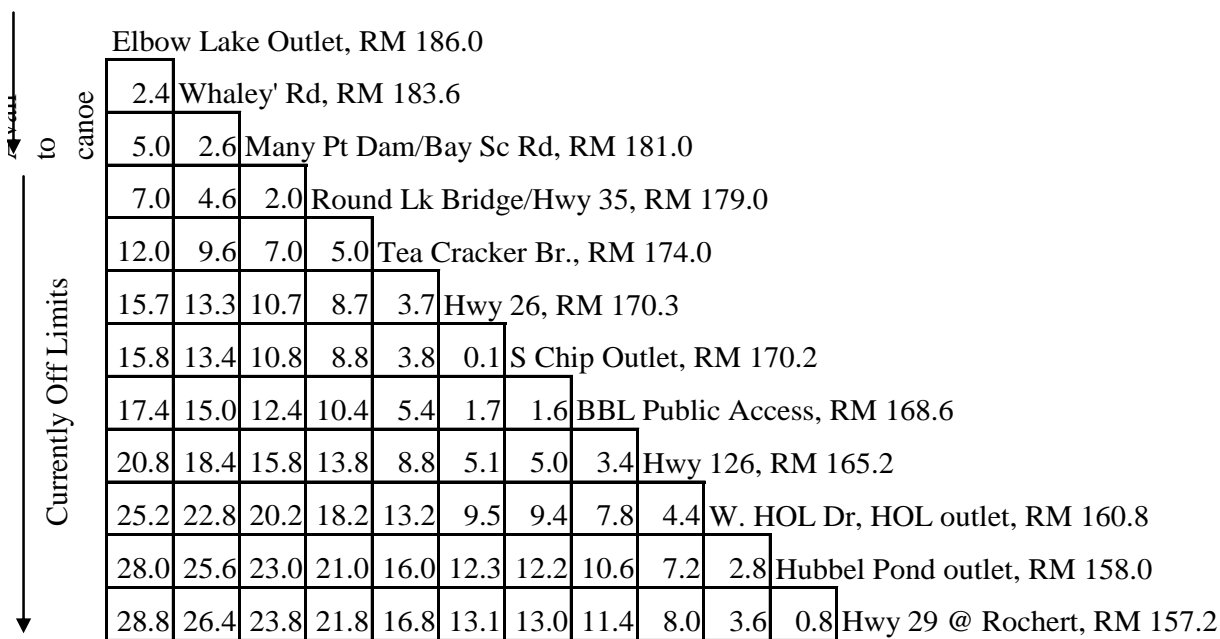 Elbow Lake Outlet, RM 186.0
2.4 Whaley' Rd, RM 183.6
5.0 2.6 Many Pt Dam/Bay Sc Rd, RM 181.0
7.0 4.6 2.0 Round Lk Bridge/Hwy 35, RM 179.0
12.0 9.6 7.0 5.0 Tea Cracker Br., RM 174.0
15.7 13.3 10.7 8.7 3.7 Hwy 26, RM 170.3
15.8 13.4 10.8 8.8 3.8 0.1 S Chip Outlet, RM 170.2
17.4 15.0 12.4 10.4 5.4 1.7 1.6 BBL Public Access, RM 168.6
20.8 18.4 15.8 13.8 8.8 5.1 5.0 3.4 Hwy 126, RM 165.2
25.2 22.8 20.2 18.2 13.2 9.5 9.4 7.8 4.4 W. HOL Dr, HOL outlet, RM 160.8
28.0 25.6 23.0 21.0 16.0 12.3 12.2 10.6 7.2 2.8 Hubbel Pond outlet, RM 158.0
28.8 26.4 23.8 21.8 16.8 13.1 13.0 11.4 8.0 3.6 0.8 Hwy 29 @ Rochert, RM 157.2
to
canoe
Currently Off Limits